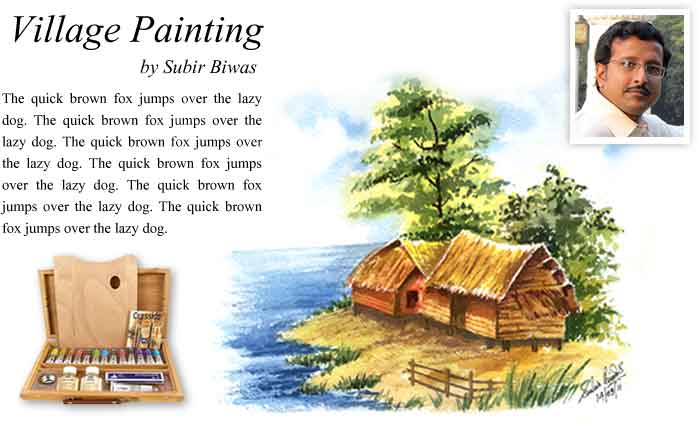 Village Painting
by Subir Biwas
The quick brown fox jumps over the lazy
dog. The quick brown fox jumps over the
lazy dog. The quick brown fox jumps over
the lazy dog. The quick brown fox jumps
over the lazy dog. The quick brown fox
jumps over the lazy dog. The quick brown
fox jumps over the lazy dog.